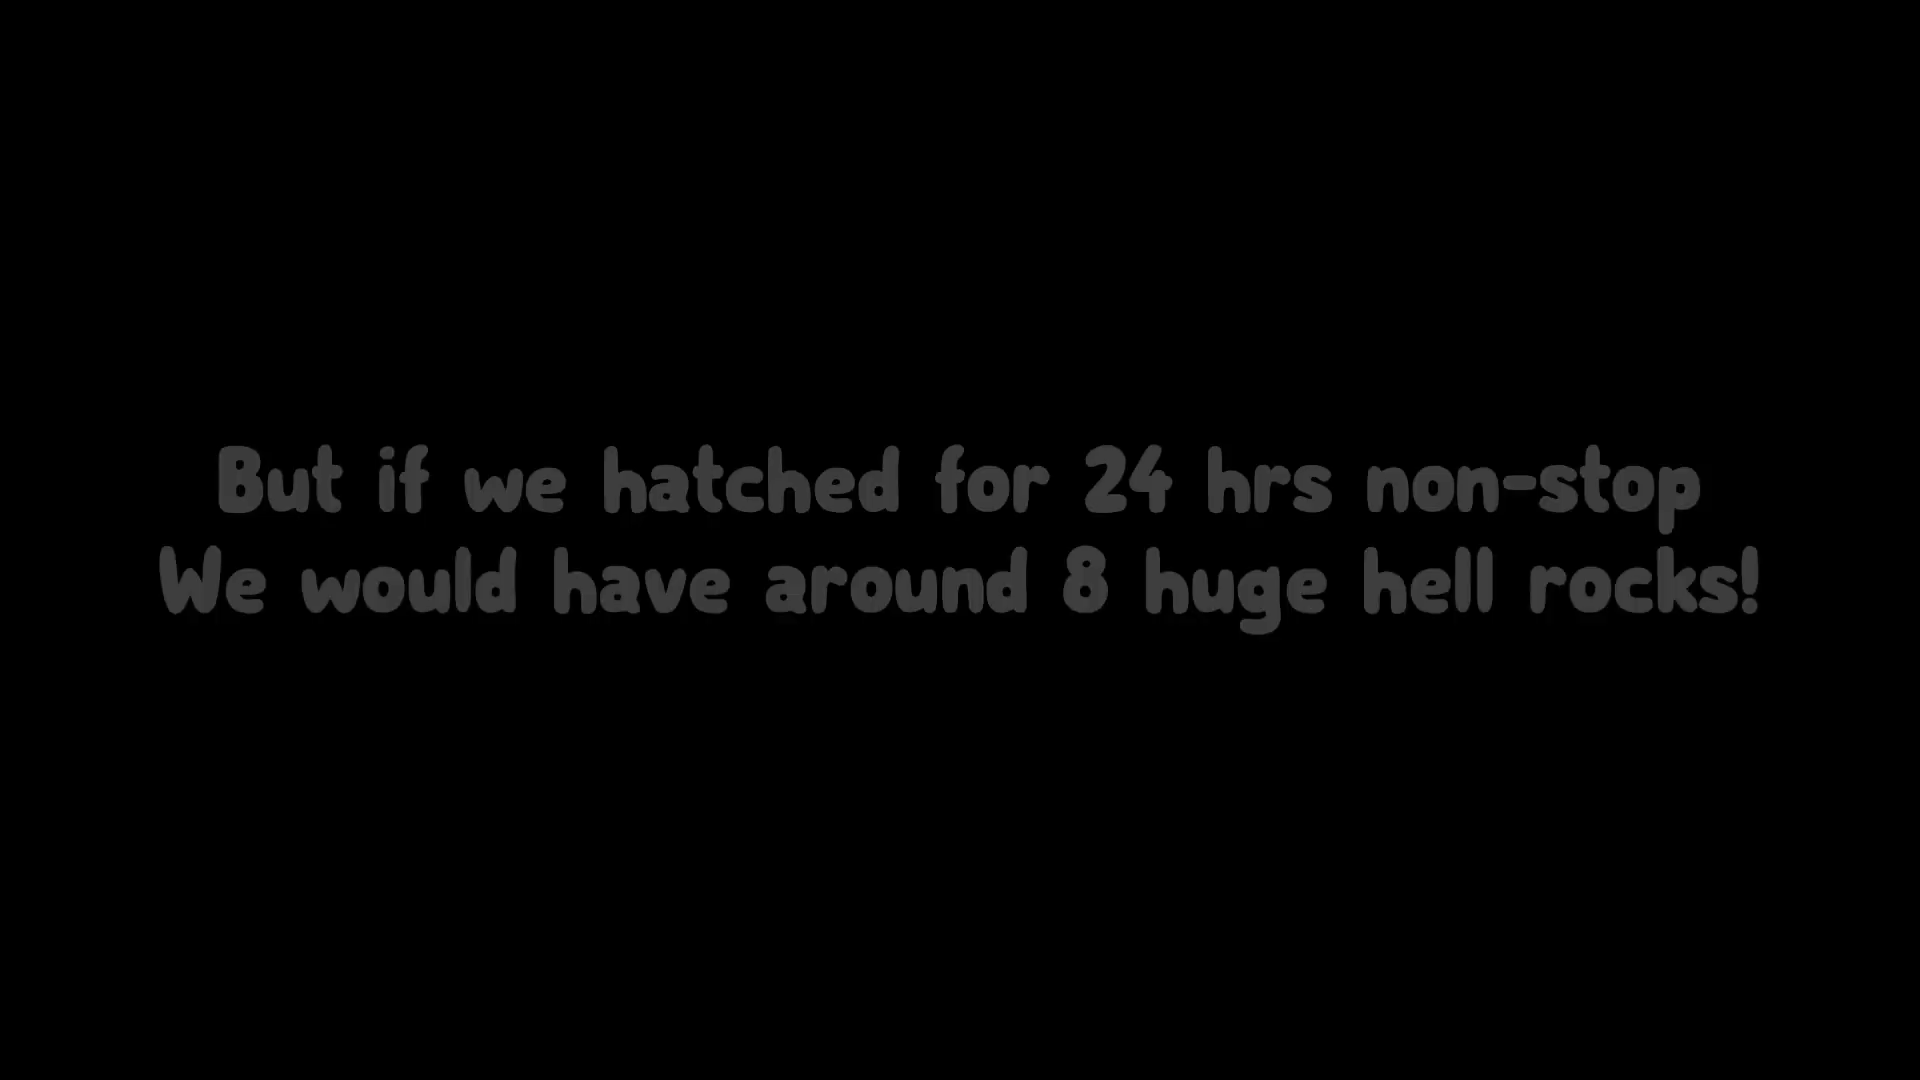 But if we hatched for 24 hrs non-stop
We would have around 8 huge hell rocks!